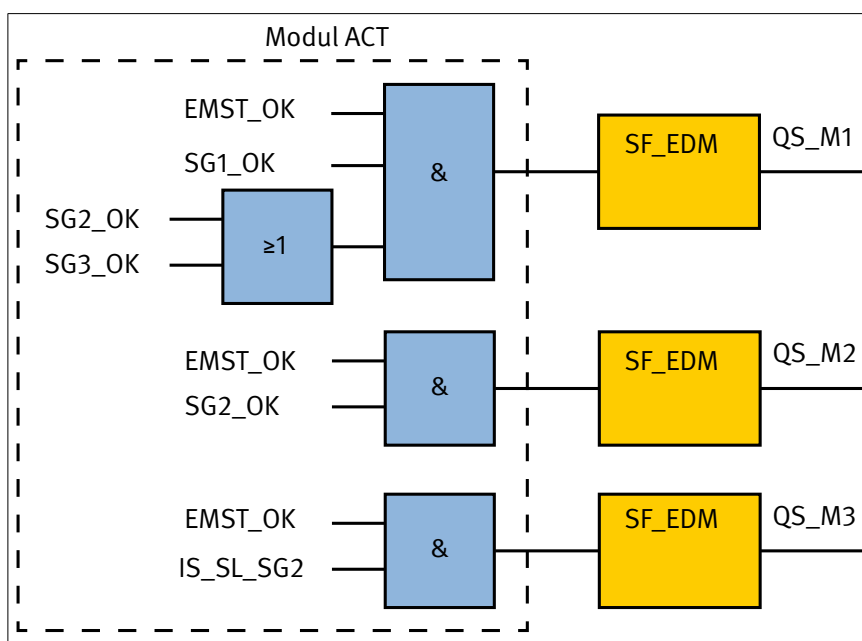 Modul ACT
EMST_OK
SG1_OK
&
SF_EDM
QS_M1
SG2_OK
SG3_OK
≥1
EMST_OK
SG2_OK
&
SF_EDM
QS_M2
EMST_OK
IS_SL_SG2
&
SF_EDM
QS_M3